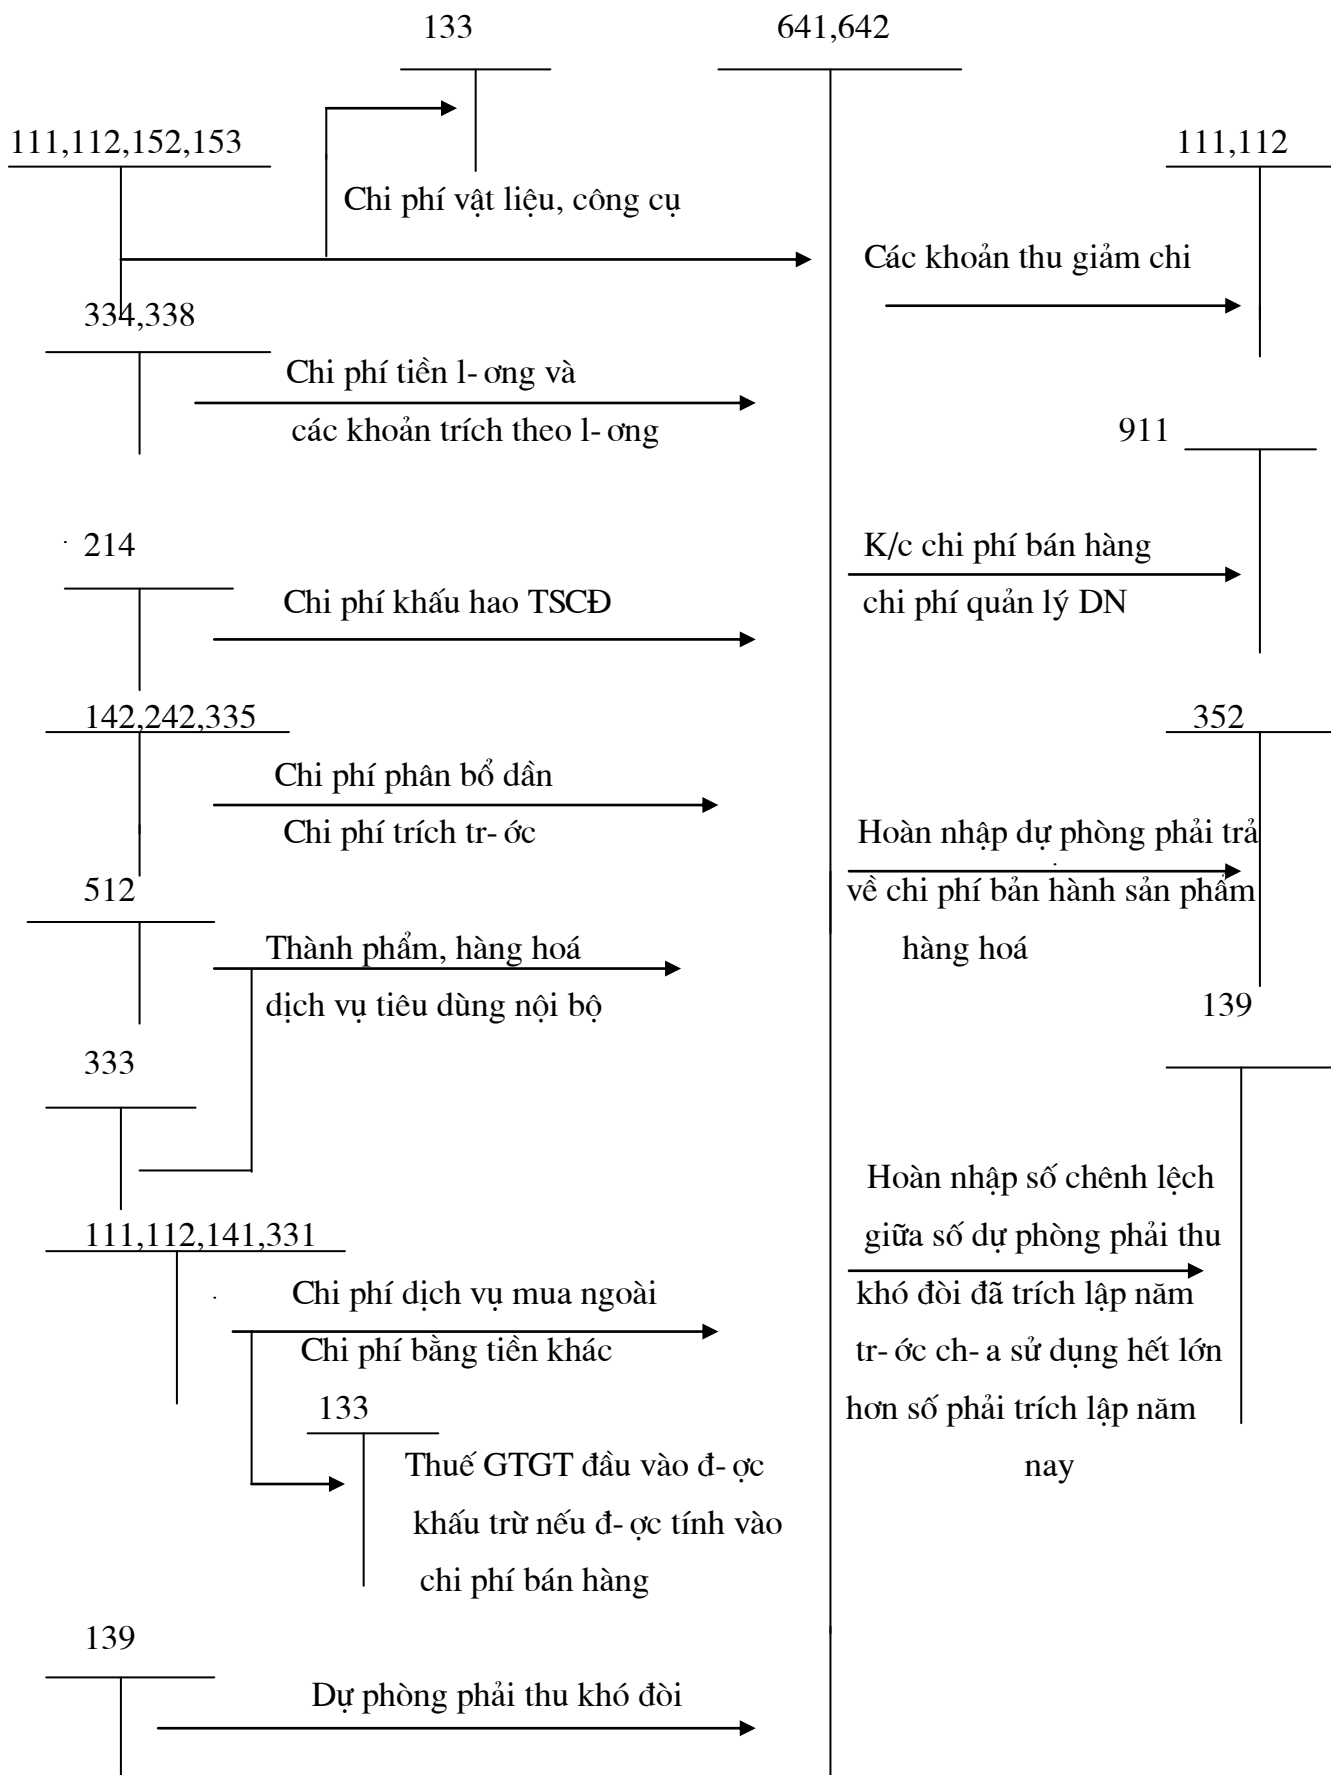 133
641,642
111,112,152,153
111,112
Chi phí vật liệu, công cụ
Các khoản thu giảm chi
334,338
Chi phí tiền l- ơng và
các khoản trích theo l- ơng
911
214
K/c chi phí bán hàng
Chi phí khấu hao TSCĐ
chi phí quản lý DN
142,242,335
352
Chi phí phân bổ dần
Chi phí trích tr- ớc
Hoàn nhập dự phòng phải trả
512
về chi phí bản hành sản phẩm
Thành phẩm, hàng hoá
hàng hoá
dịch vụ tiêu dùng nội bộ
139
333
Hoàn nhập số chênh lệch
111,112,141,331
giữa số dự phòng phải thu
Chi phí dịch vụ mua ngoài
khó đòi đã trích lập năm
Chi phí bằng tiền khác
tr- ớc ch- a sử dụng hết lớn
133
hơn số phải trích lập năm
Thuế GTGT đầu vào đ- ợc
nay
khấu trừ nếu đ- ợc tính vào
chi phí bán hàng
139
Dự phòng phải thu khó đòi